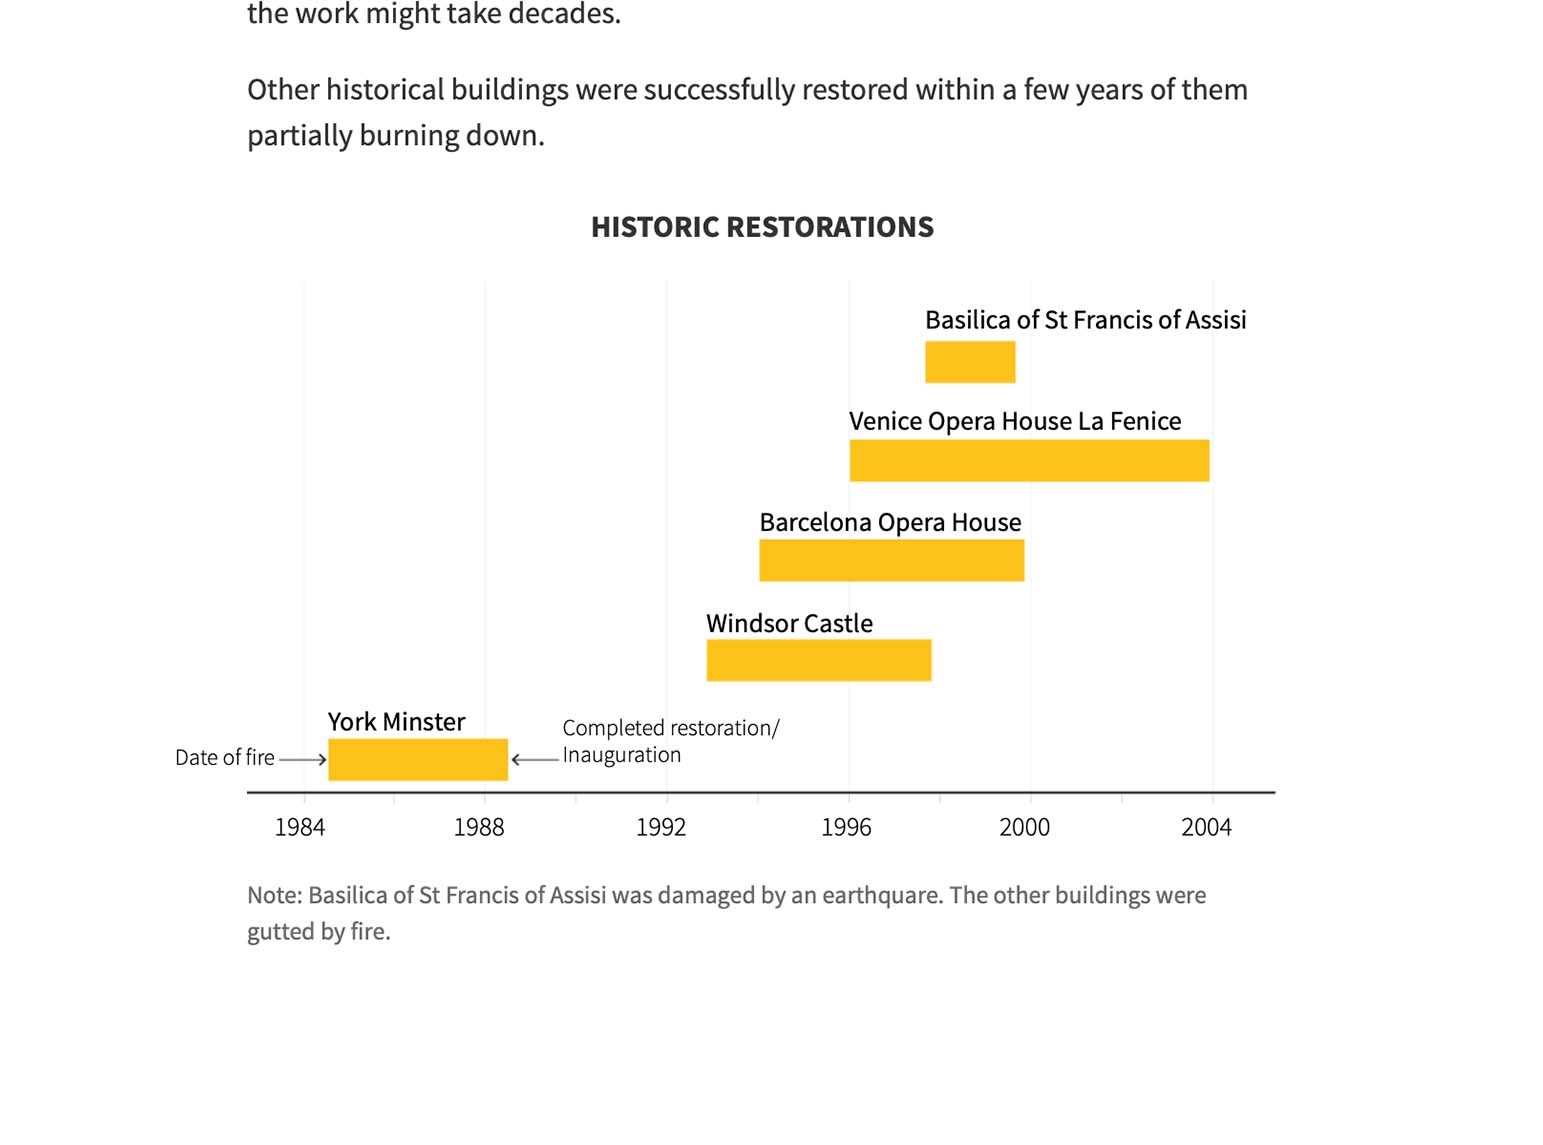 the work might take decades.
Other historical buildings were successfully restored within a few years of them
partially burning down.
HISTORIC RESTORATIONS
Basilica of St Francis of Assisi
Venice Opera House La Fenice
Barcelona Opera House
Windsor Castle
York Minster
Date of fire
Completed restoration/
Inauguration
1984 1988 1992 1996 2000 2004
Note: Basilica of St Francis of Assisi was damaged by an earthquare. The other buildings were
gutted by fire.